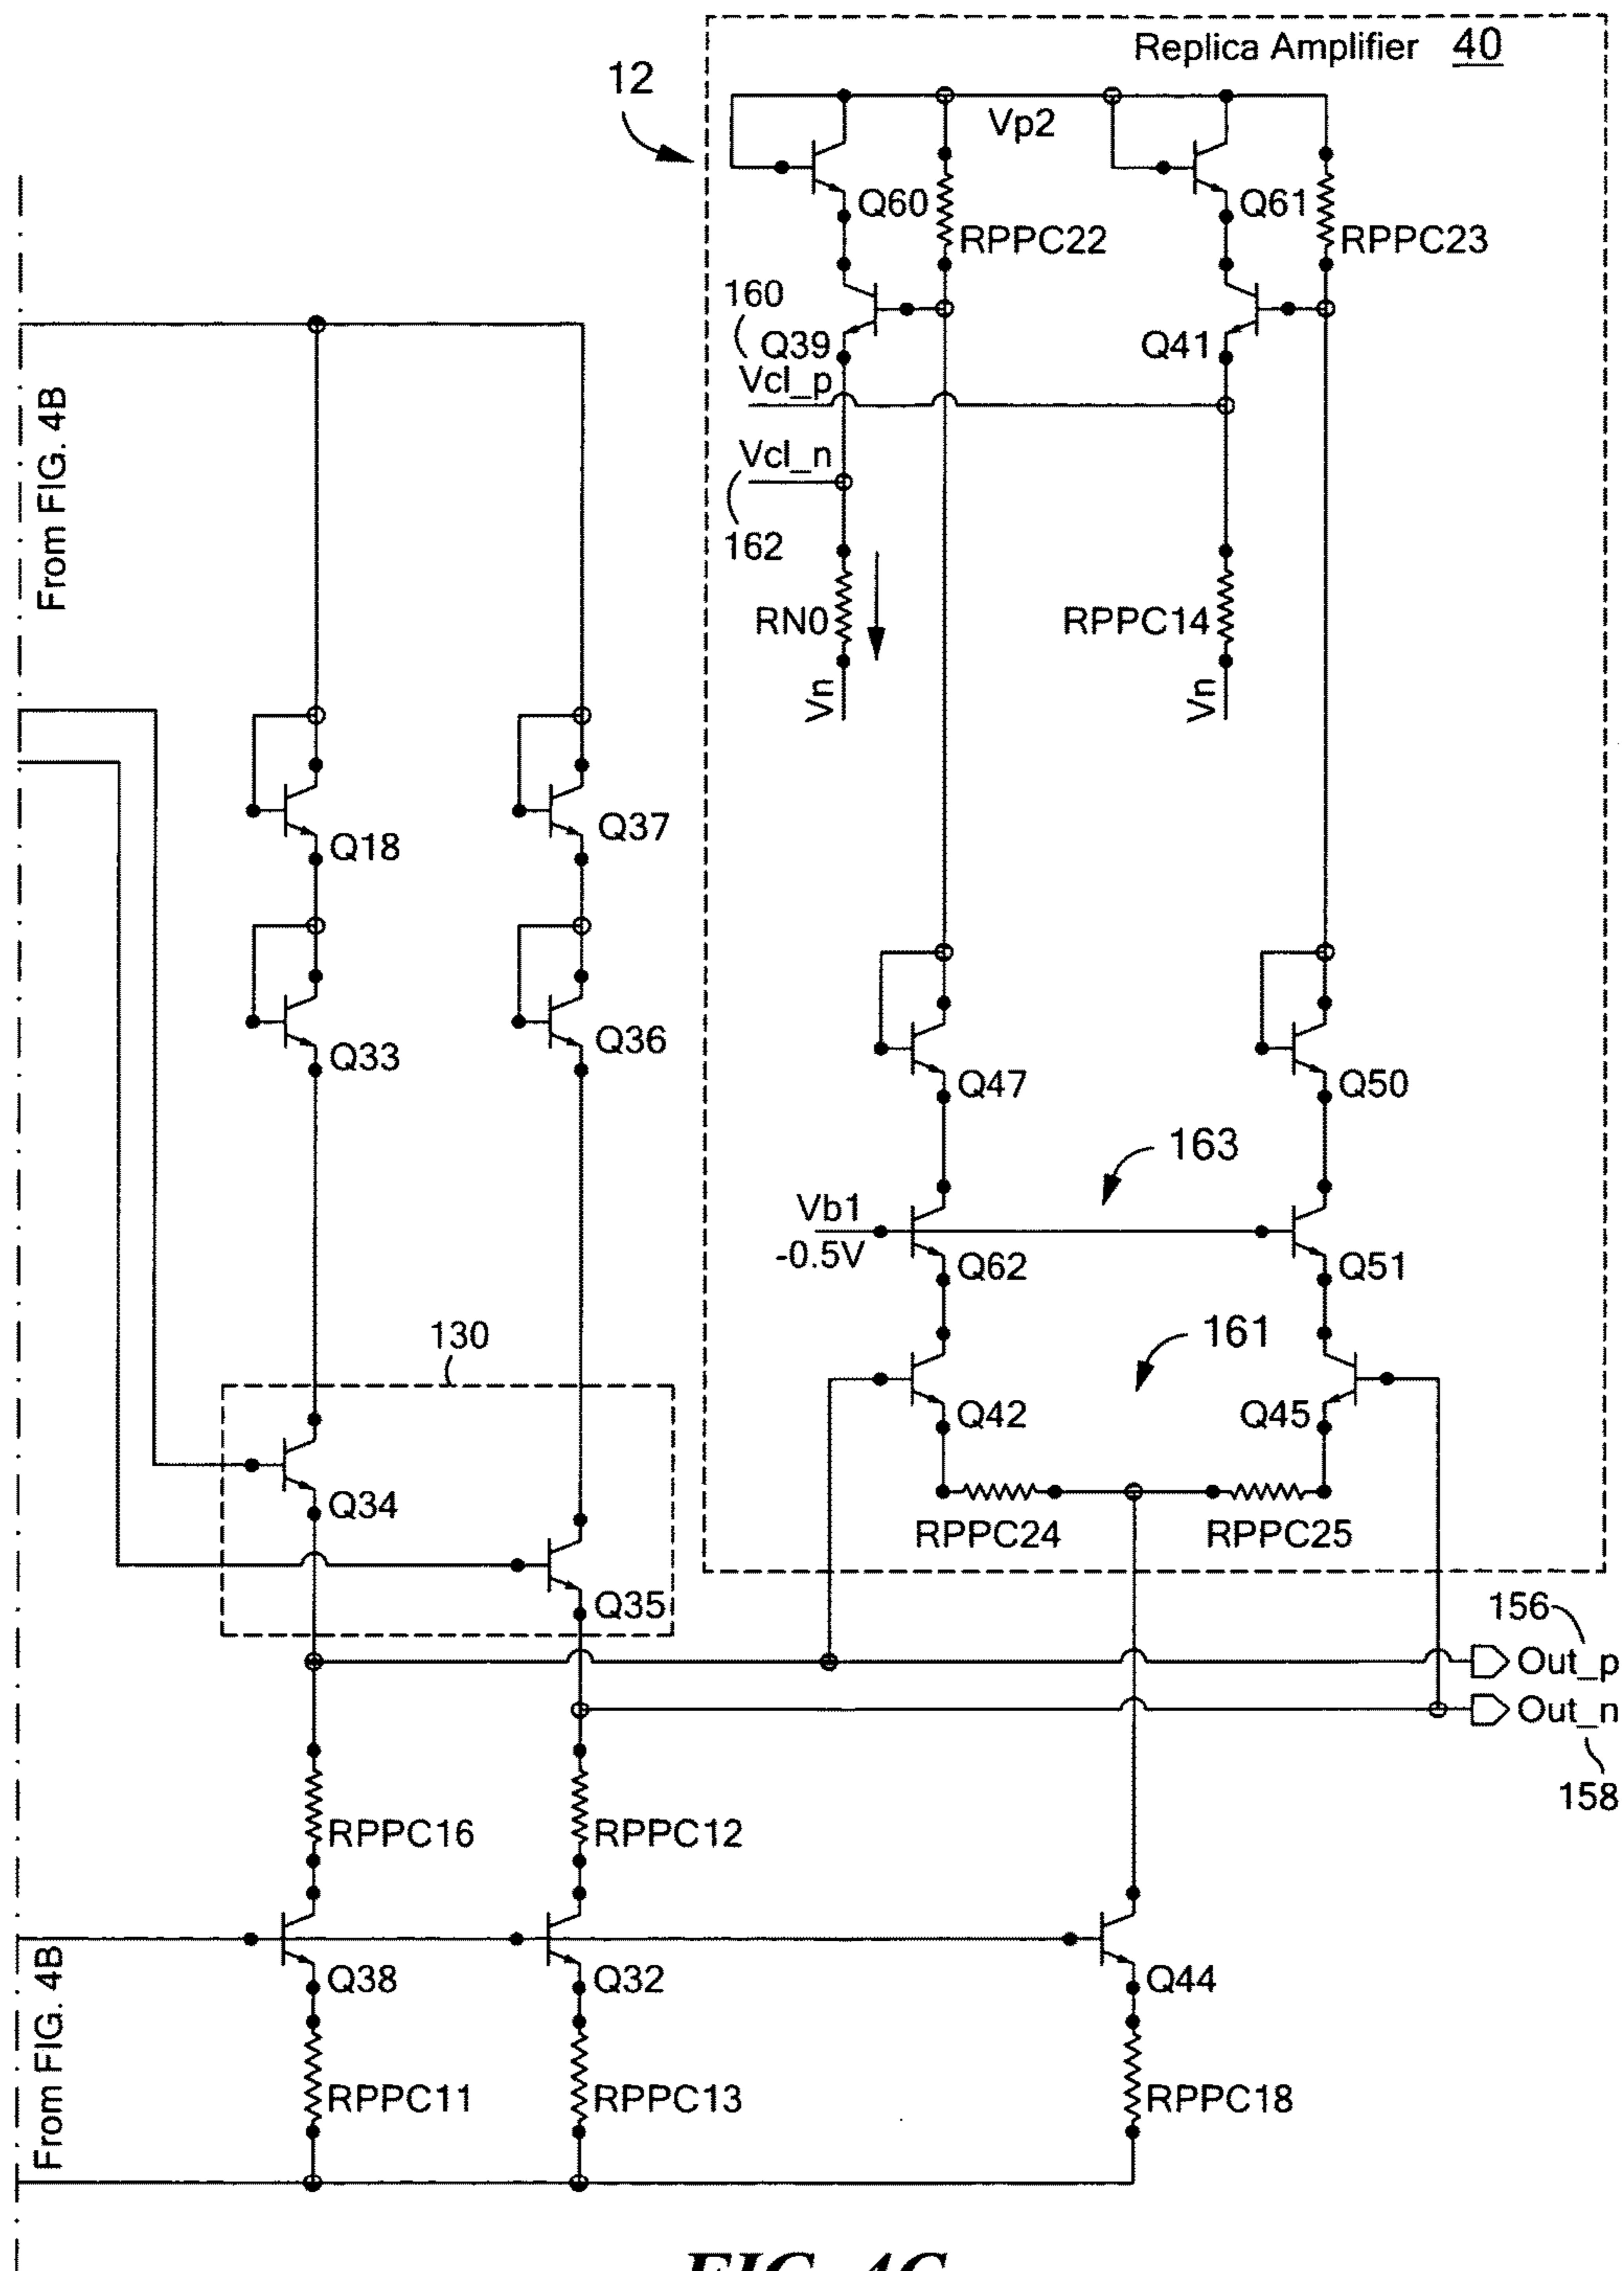 Replica Amplifier 40
12
Vp2
Q60
RPPC22
Q61
RPPC23
160
Q39
Q41
Vcl_p
Vcl_n
162
From FIG. 4B
RN0
RPPC14
Vn
Vn
Q18
Q37
Q33
Q36
Q47
Q50
163
Vb1
-0.5V
Q62
Q51
130
161
Q42
Q45
Q34
RPPC24
RPPC25
Q35
156
Out_p
Out_n
158
RPPC16
RPPC12
From FIG. 4B
Q38
Q32
Q44
RPPC11
RPPC13
RPPC18
FIG. 4C